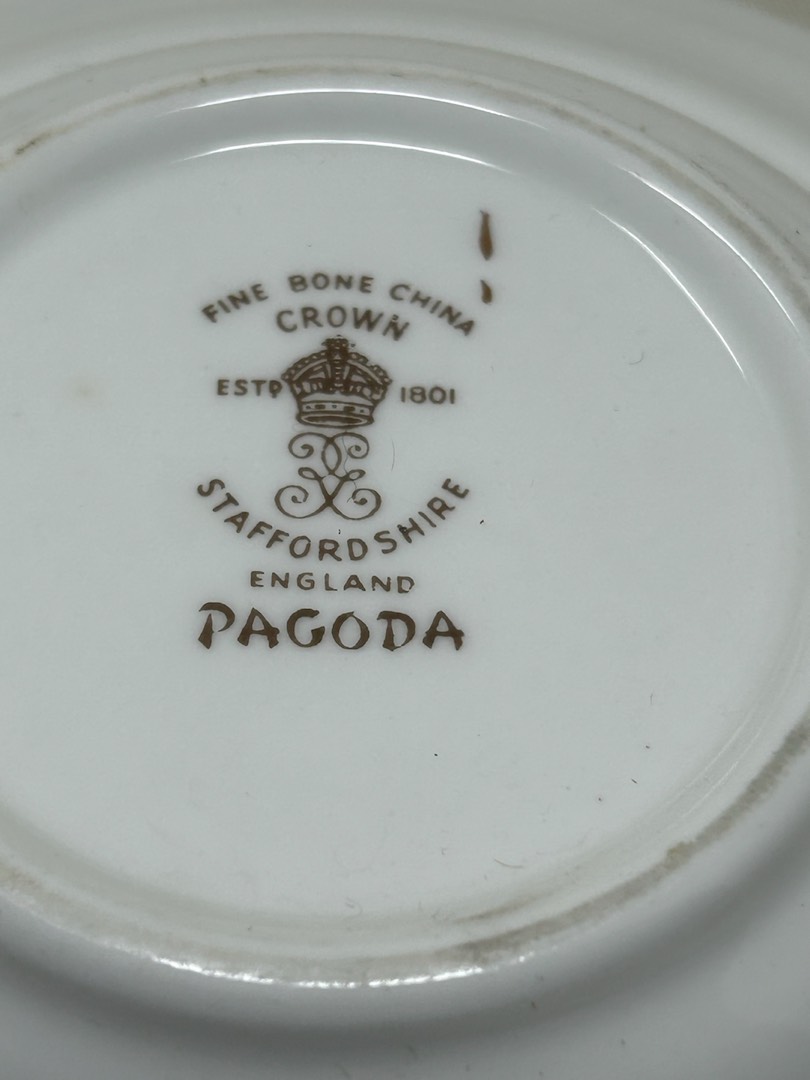 FINE BONE CHINA
CROWN
ESTD 1801
STAFFORDSHIRE
ENGLAND
PAGODA